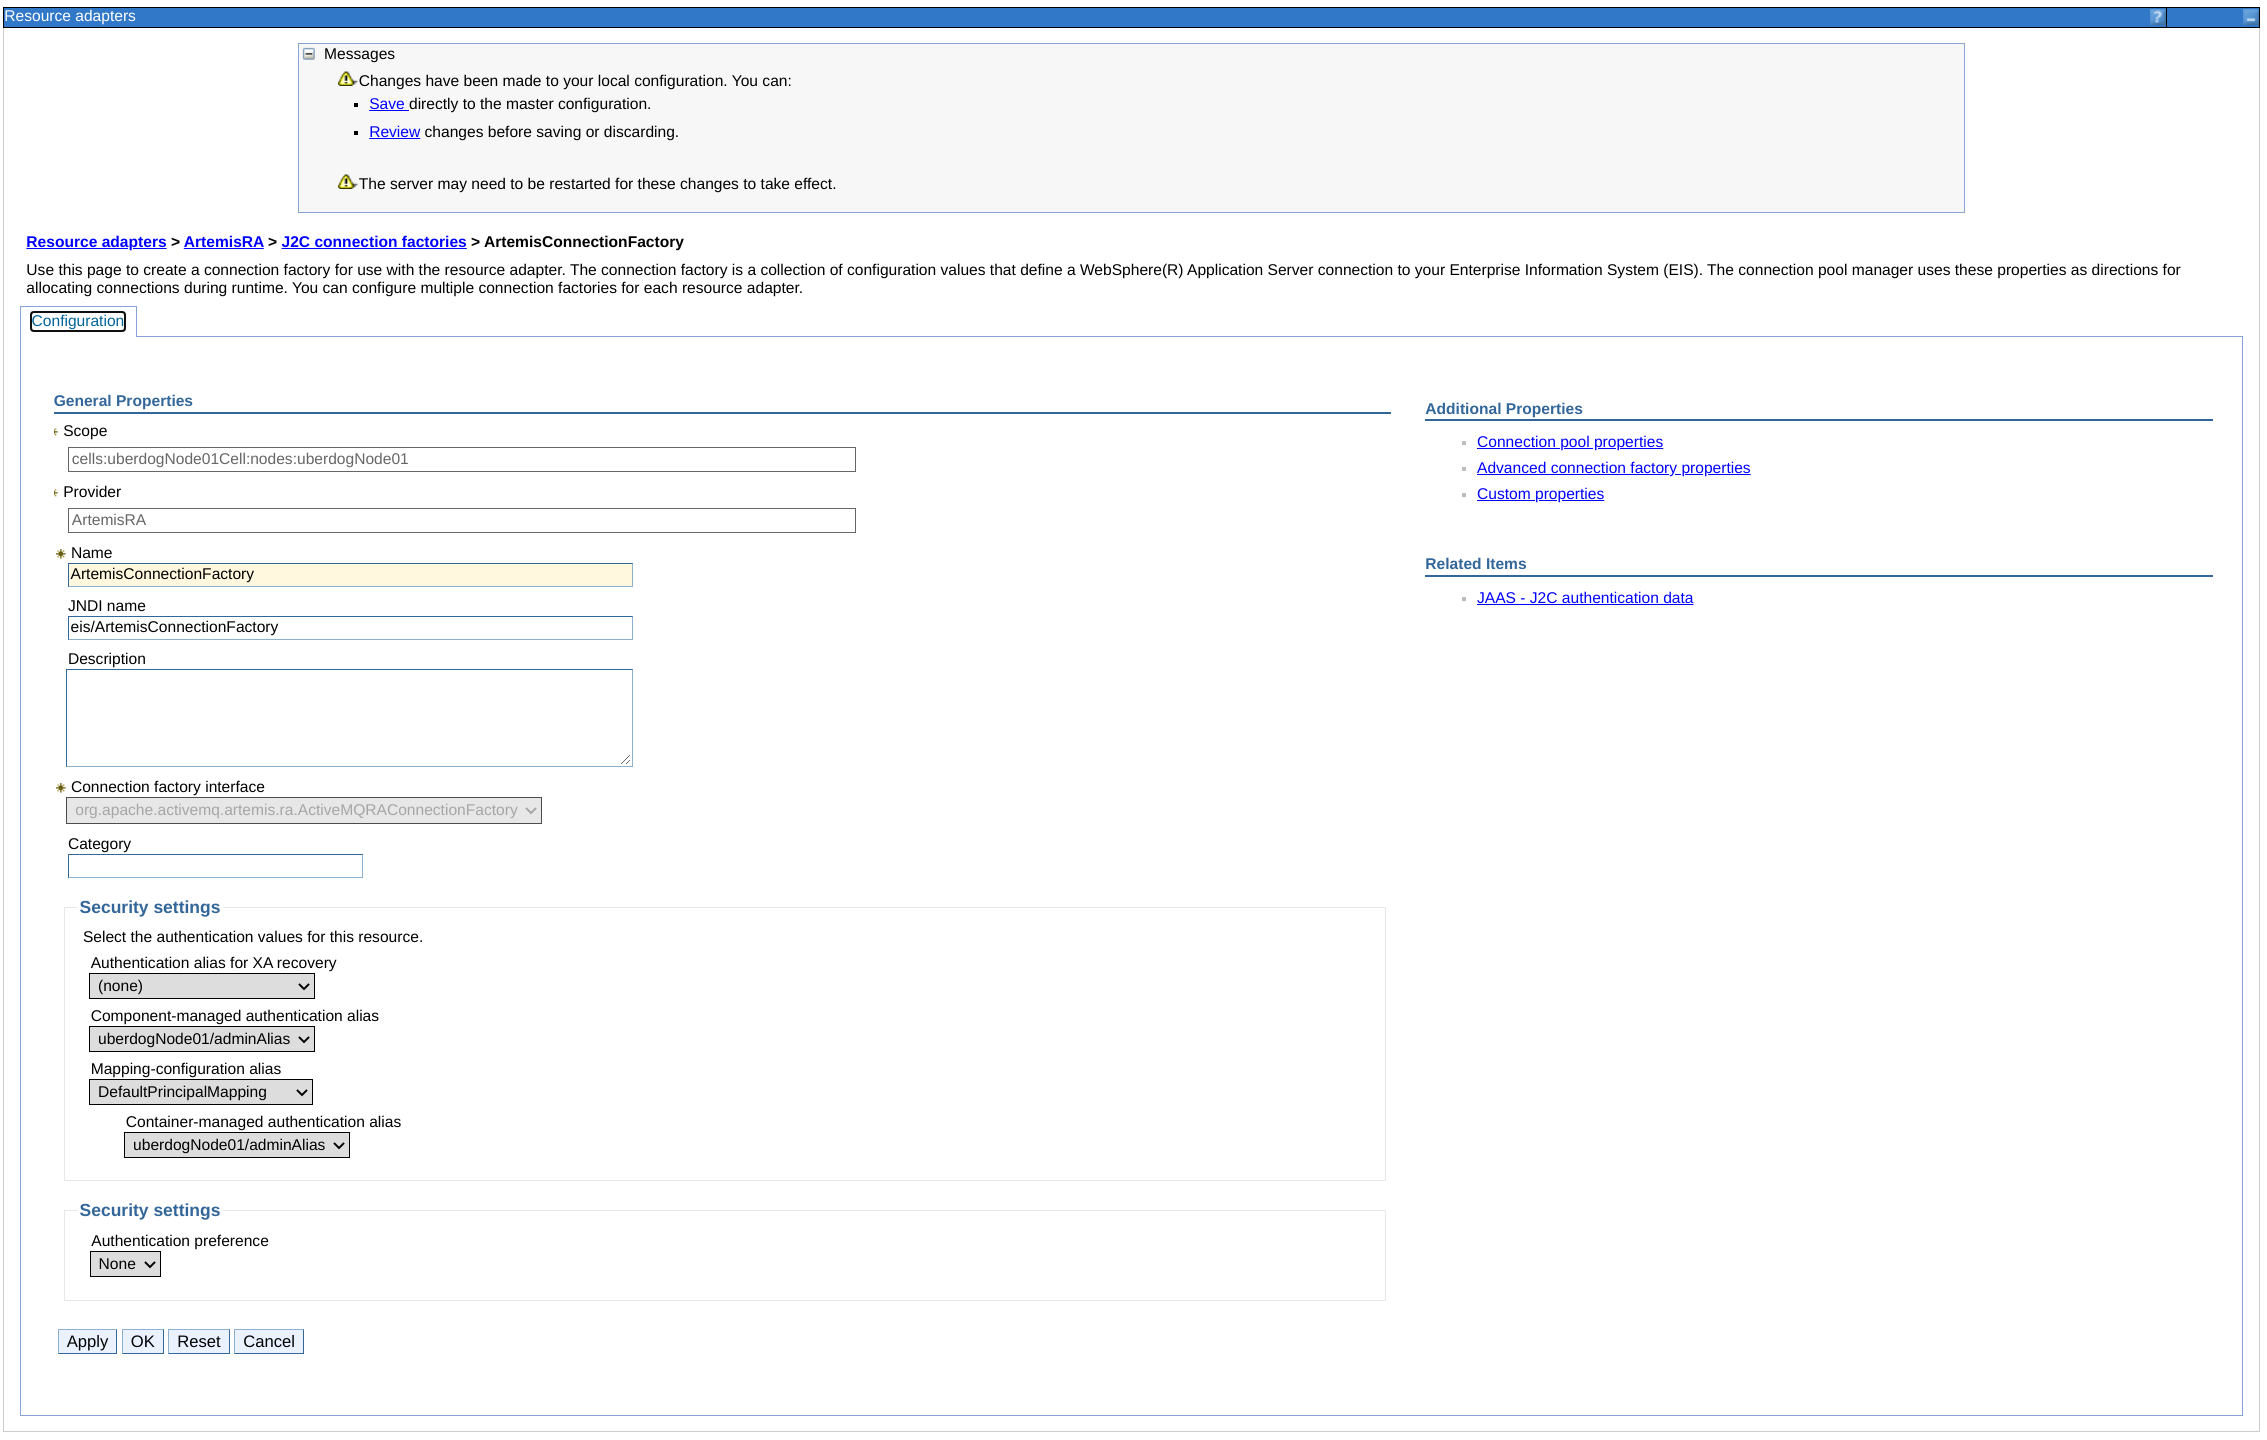 Resource adapters
?
Messages
Changes have been made to your local configuration. You can:
Save directly to the master configuration.
Review changes before saving or discarding.
The server may need to be restarted for these changes to take effect.
Resource adapters > ArtemisRA > J2C connection factories > ArtemisConnectionFactory
Use this page to create a connection factory for use with the resource adapter. The connection factory is a collection of configuration values that define a WebSphere(R) Application Server connection to your Enterprise Information System (EIS). The connection pool manager uses these properties as directions for
allocating connections during runtime. You can configure multiple connection factories for each resource adapter.
Configuration
General Properties
Scope
cells:uberdogNode01Cell:nodes:uberdogNode01
Provider
ArtemisRA
Name
ArtemisConnectionFactory
JNDI name
eis/ArtemisConnectionFactory
Description
Connection factory interface
org.apache.activemq.artemis.ra.ActiveMQRAConnectionFactory
Category
Security settings
Select the authentication values for this resource.
Authentication alias for XA recovery
(none)
Component-managed authentication alias
uberdogNode01/adminAlias
Mapping-configuration alias
DefaultPrincipalMapping
Container-managed authentication alias
uberdogNode01/adminAlias
Security settings
Authentication preference
None
Apply OK Reset Cancel
Additional Properties
Connection pool properties
Advanced connection factory properties
Custom properties
Related Items
JAAS - J2C authentication data